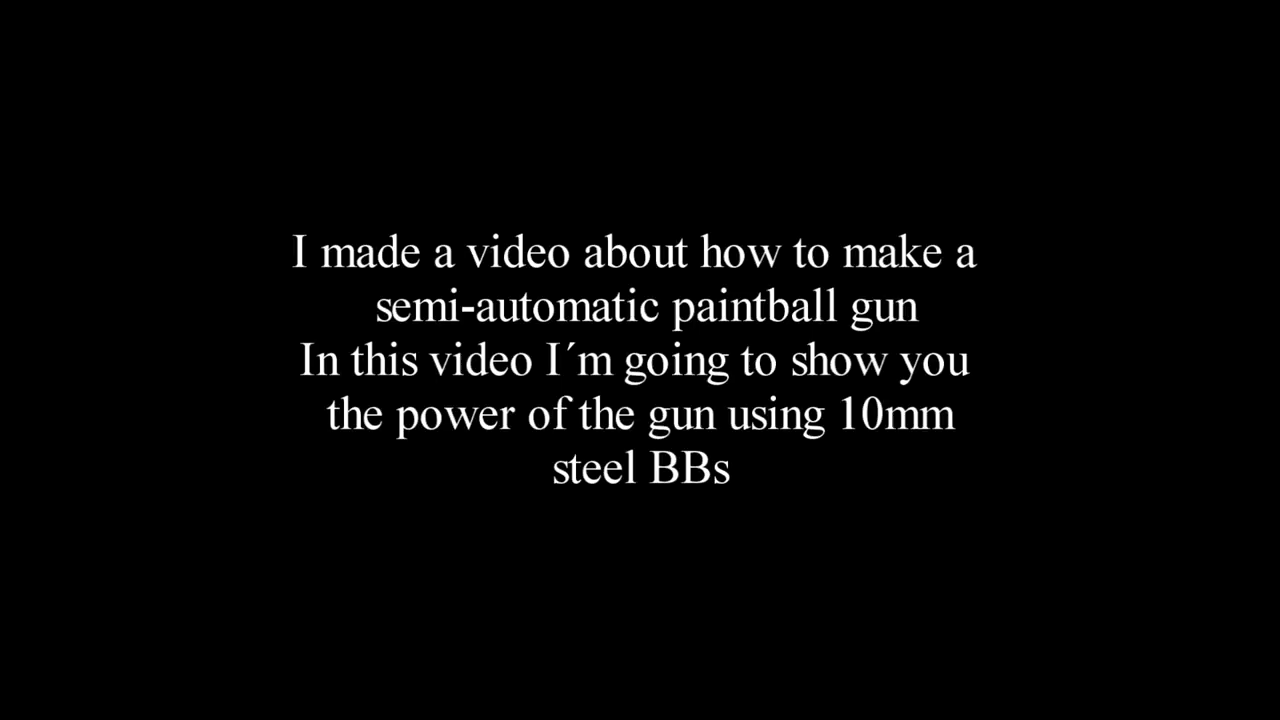 I made a video about how to make a
semi-automatic paintball gun
In this video I´m going to show you
the power of the gun using 10mm
steel BBs